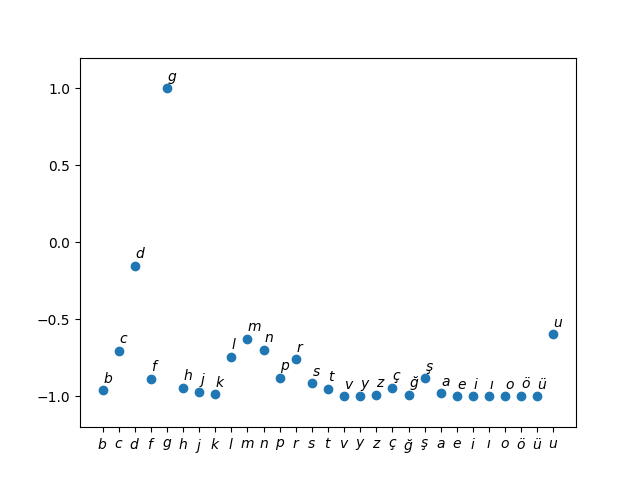 1.0
0.5
0.0
−0.5
−1.0
g
d
u
m
n
c
l
r
p
ş
f
b
h
j
k
s
t
v
y
z
ç
ğ
a
e
i
ı
o
ö
ü
b c d f g h j k l m n p r s t v y z ç ğ ş a e i ı o ö ü u